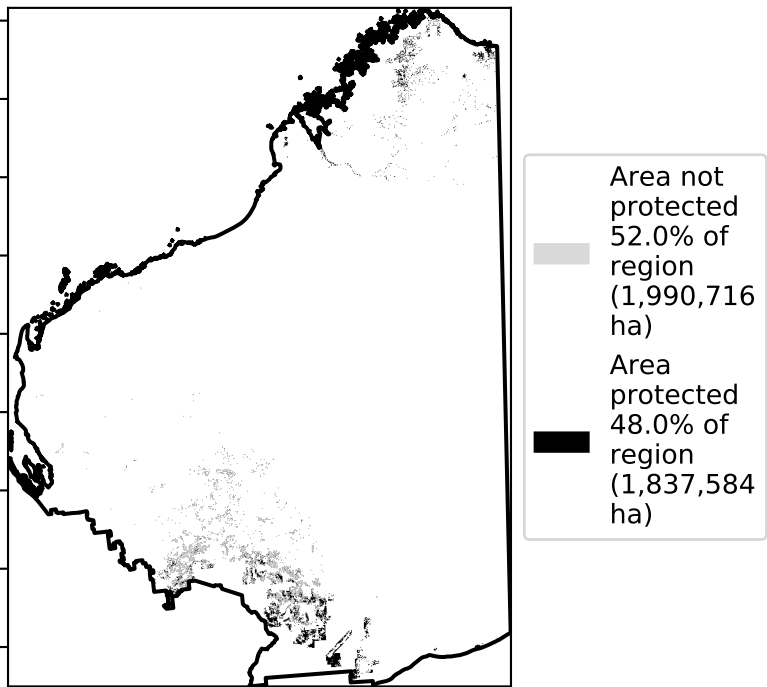 Area not
protected
52.0% of
region
(1,990,716
ha)
Area
protected
48.0% of
region
(1,837,584
ha)